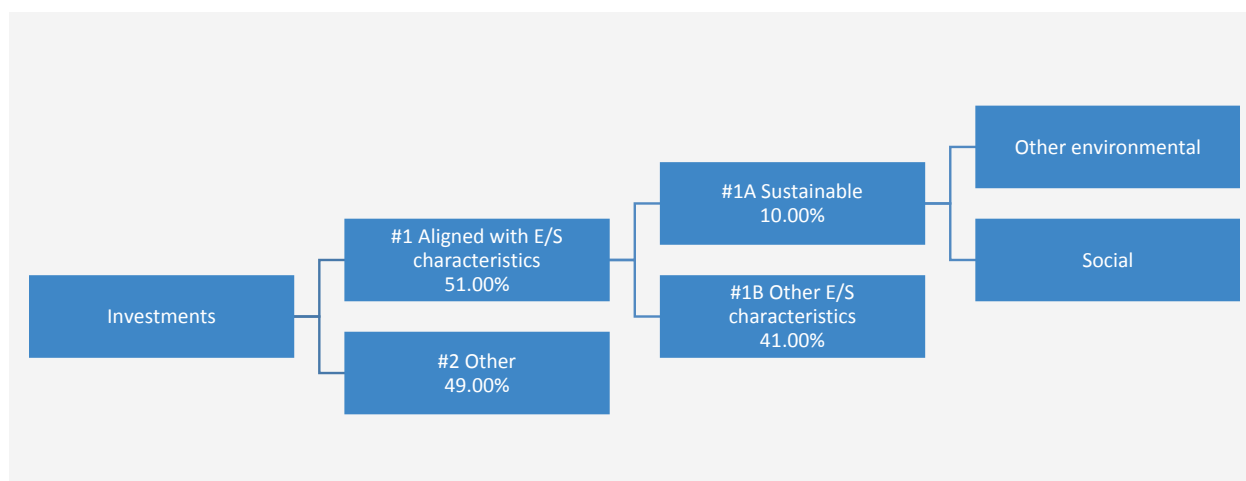 Investments
#1 Aligned with E/S
characteristics
51.00%
#2 Other
49.00%
#1A Sustainable
10.00%
#1B Other E/S
characteristics
41.00%
Other environmental
Social